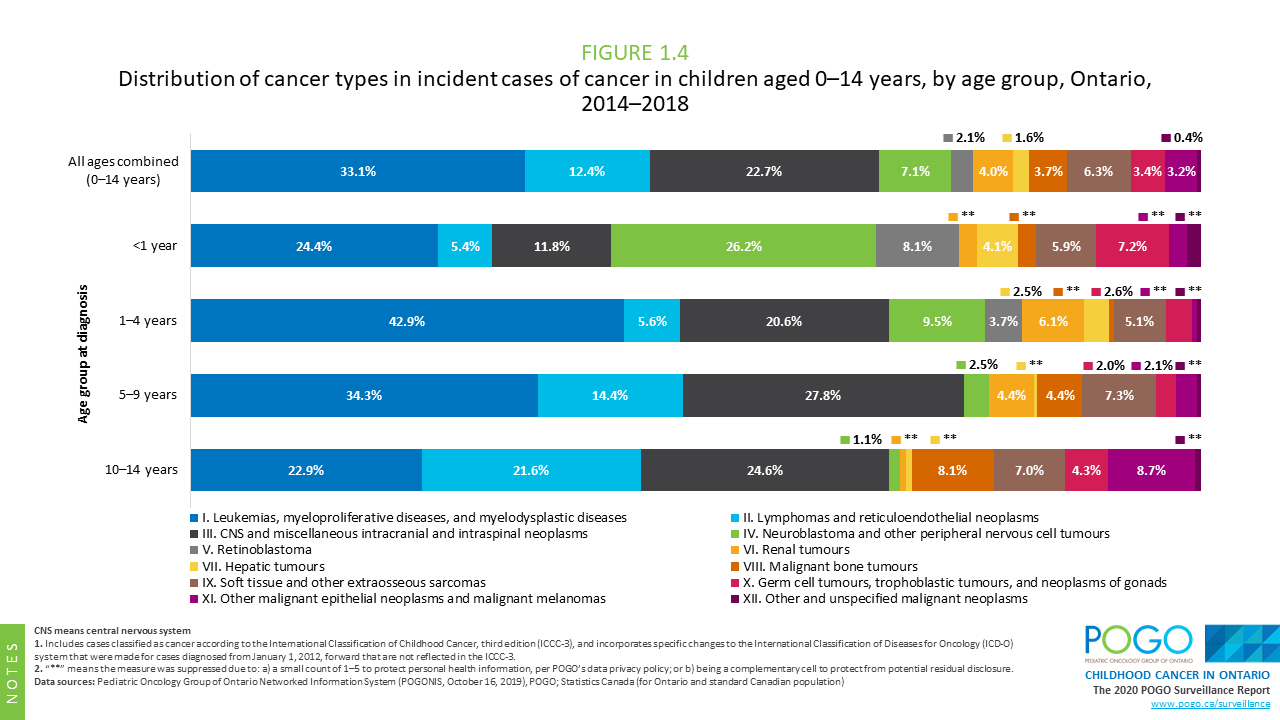 FIGURE 1.4
Distribution of cancer types in incident cases of cancer in children aged 0–14 years, by age group, Ontario,
2014–2018
2.1% 1.6% 0.4%
All ages combined
(0–14 years)
33.1% 12.4% 22.7% 7.1% 4.0% 3.7% 6.3% 3.4% 3.2%
** ** ** **
<1 year 24.4% 5.4% 11.8% 26.2% 8.1% 4.1% 5.9% 7.2%
2.5% ** 2.6% ** **
1–4 years 42.9% 5.6% 20.6% 9.5% 3.7% 6.1% 5.1%
2.5% ** 2.0% 2.1% **
5–9 years 34.3% 14.4% 27.8% 4.4% 4.4% 7.3%
1.1% ** ** **
10–14 years 22.9% 21.6% 24.6% 8.1% 7.0% 4.3% 8.7%
Age group at diagnosis
I. Leukemias, myeloproliferative diseases, and myelodysplastic diseases
II. Lymphomas and reticuloendothelial neoplasms
III. CNS and miscellaneous intracranial and intraspinal neoplasms
IV. Neuroblastoma and other peripheral nervous cell tumours
V. Retinoblastoma
VI. Renal tumours
VII. Hepatic tumours
VIII. Malignant bone tumours
IX. Soft tissue and other extraosseous sarcomas
X. Germ cell tumours, trophoblastic tumours, and neoplasms of gonads
XI. Other malignant epithelial neoplasms and malignant melanomas
XII. Other and unspecified malignant neoplasms
NOTES
CNS means central nervous system
1. Includes cases classified as cancer according to the International Classification of Childhood Cancer, third edition (ICCC-3), and incorporates specific changes to the International Classification of Diseases for Oncology (ICD-O)
system that were made for cases diagnosed from January 1, 2012, forward that are not reflected in the ICCC-3.
2. "**" means the measure was suppressed due to: a) a small count of 1–5 to protect personal health information, per POGO's data privacy policy; or b) being a complementary cell to protect from potential residual disclosure.
Data sources: Pediatric Oncology Group of Ontario Networked Information System (POGONIS, October 16, 2019), POGO; Statistics Canada (for Ontario and standard Canadian population)
POGO
PEDIATRIC ONCOLOGY GROUP OF ONTARIO
CHILDHOOD CANCER IN ONTARIO
The 2020 POGO Surveillance Report
www.pogo.ca/surveillance